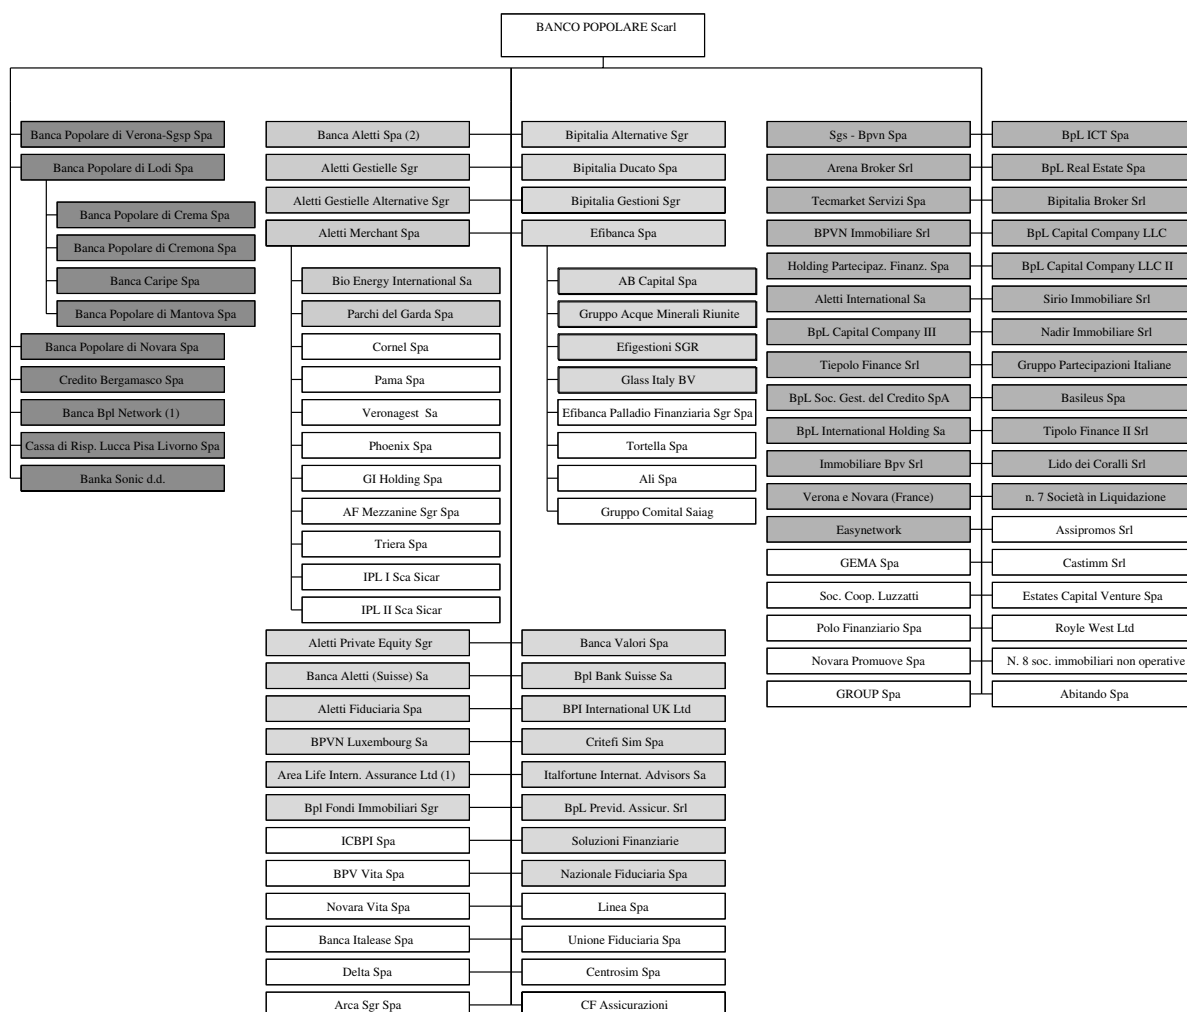 BANCO POPOLARE Scarl
Banca Popolare di Verona-Sgsp Spa
Banca Popolare di Lodi Spa
Banca Popolare di Crema Spa
Banca Popolare di Cremona Spa
Banca Caripe Spa
Banca Popolare di Mantova Spa
Banca Popolare di Novara Spa
Credito Bergamasco Spa
Banca Bpl Network (1)
Cassa di Risp. Lucca Pisa Livorno Spa
Banka Sonic d.d.
Banca Aletti Spa (2)
Aletti Gestielle Sgr
Aletti Gestielle Alternative Sgr
Aletti Merchant Spa
Bio Energy International Sa
Parchi del Garda Spa
Cornel Spa
Pama Spa
Veronagest Sa
Phoenix Spa
GI Holding Spa
AF Mezzanine Sgr Spa
Triera Spa
IPL I Sca Sicar
IPL II Sca Sicar
Aletti Private Equity Sgr
Banca Aletti (Suisse) Sa
Aletti Fiduciaria Spa
BPVN Luxembourg Sa
Area Life Intern. Assurance Ltd (1)
Bpl Fondi Immobiliari Sgr
ICBPI Spa
BPV Vita Spa
Novara Vita Spa
Banca Italease Spa
Delta Spa
Arca Sgr Spa
Bipitalia Alternative Sgr
Bipitalia Ducato Spa
Bipitalia Gestioni Sgr
Efibanca Spa
AB Capital Spa
Gruppo Acque Minerali Riunite
Efigestioni SGR
Glass Italy BV
Efibanca Palladio Finanziaria Sgr Spa
Tortella Spa
Ali Spa
Gruppo Comital Saiag
Banca Valori Spa
Bpl Bank Suisse Sa
BPI International UK Ltd
Critefi Sim Spa
Italfortune Internat. Advisors Sa
BpL Previd. Assicur. Srl
Soluzioni Finanziarie
Nazionale Fiduciaria Spa
Linea Spa
Unione Fiduciaria Spa
Centrosim Spa
CF Assicurazioni
Sgs - Bpvn Spa
Arena Broker Srl
Tecmarket Servizi Spa
BPVN Immobiliare Srl
Holding Partecipaz. Finanz. Spa
Aletti International Sa
BpL Capital Company III
Tiepolo Finance Srl
BpL Soc. Gest. del Credito SpA
BpL International Holding Sa
Immobiliare Bpv Srl
Verona e Novara (France)
Easynetwork
GEMA Spa
Soc. Coop. Luzzatti
Polo Finanziario Spa
Novara Promuove Spa
GROUP Spa
BpL ICT Spa
BpL Real Estate Spa
Bipitalia Broker Srl
BpL Capital Company LLC
BpL Capital Company LLC II
Sirio Immobiliare Srl
Nadir Immobiliare Srl
Gruppo Partecipazioni Italiane
Basileus Spa
Tipolo Finance II Srl
Lido dei Coralli Srl
n. 7 Società in Liquidazione
Assipromos Srl
Castimm Srl
Estates Capital Venture Spa
Royle West Ltd
N. 8 soc. immobiliari non operative
Abitando Spa